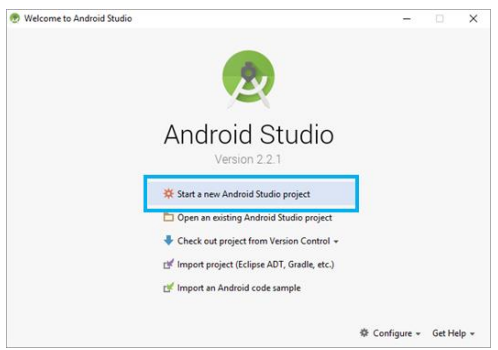 Welcome to Android Studio
Android Studio
Version 2.2.1
Start a new Android Studio project
Open an existing Android Studio project
Check out project from Version Control
Import project (Eclipse ADT, Gradle, etc.)
Import an Android code sample
Configure Get Help